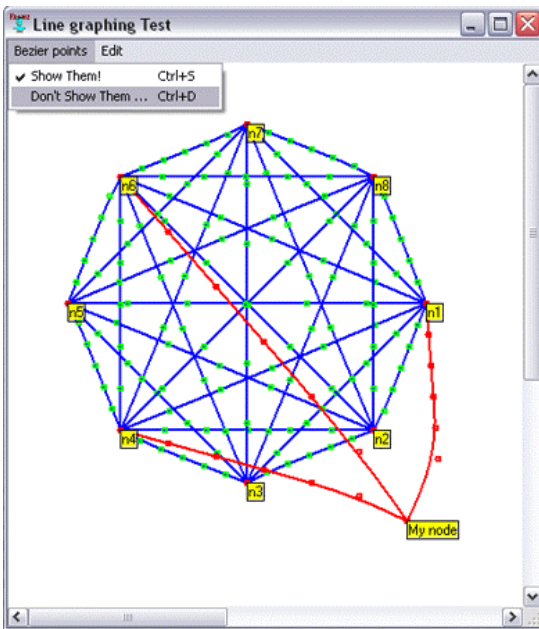 Line graphing Test
Bezier points Edit
Show Them! Ctrl+S
Don't Show Them ... Ctrl+D
n7
n6
n8
n5
n1
n4
n2
n3
My node